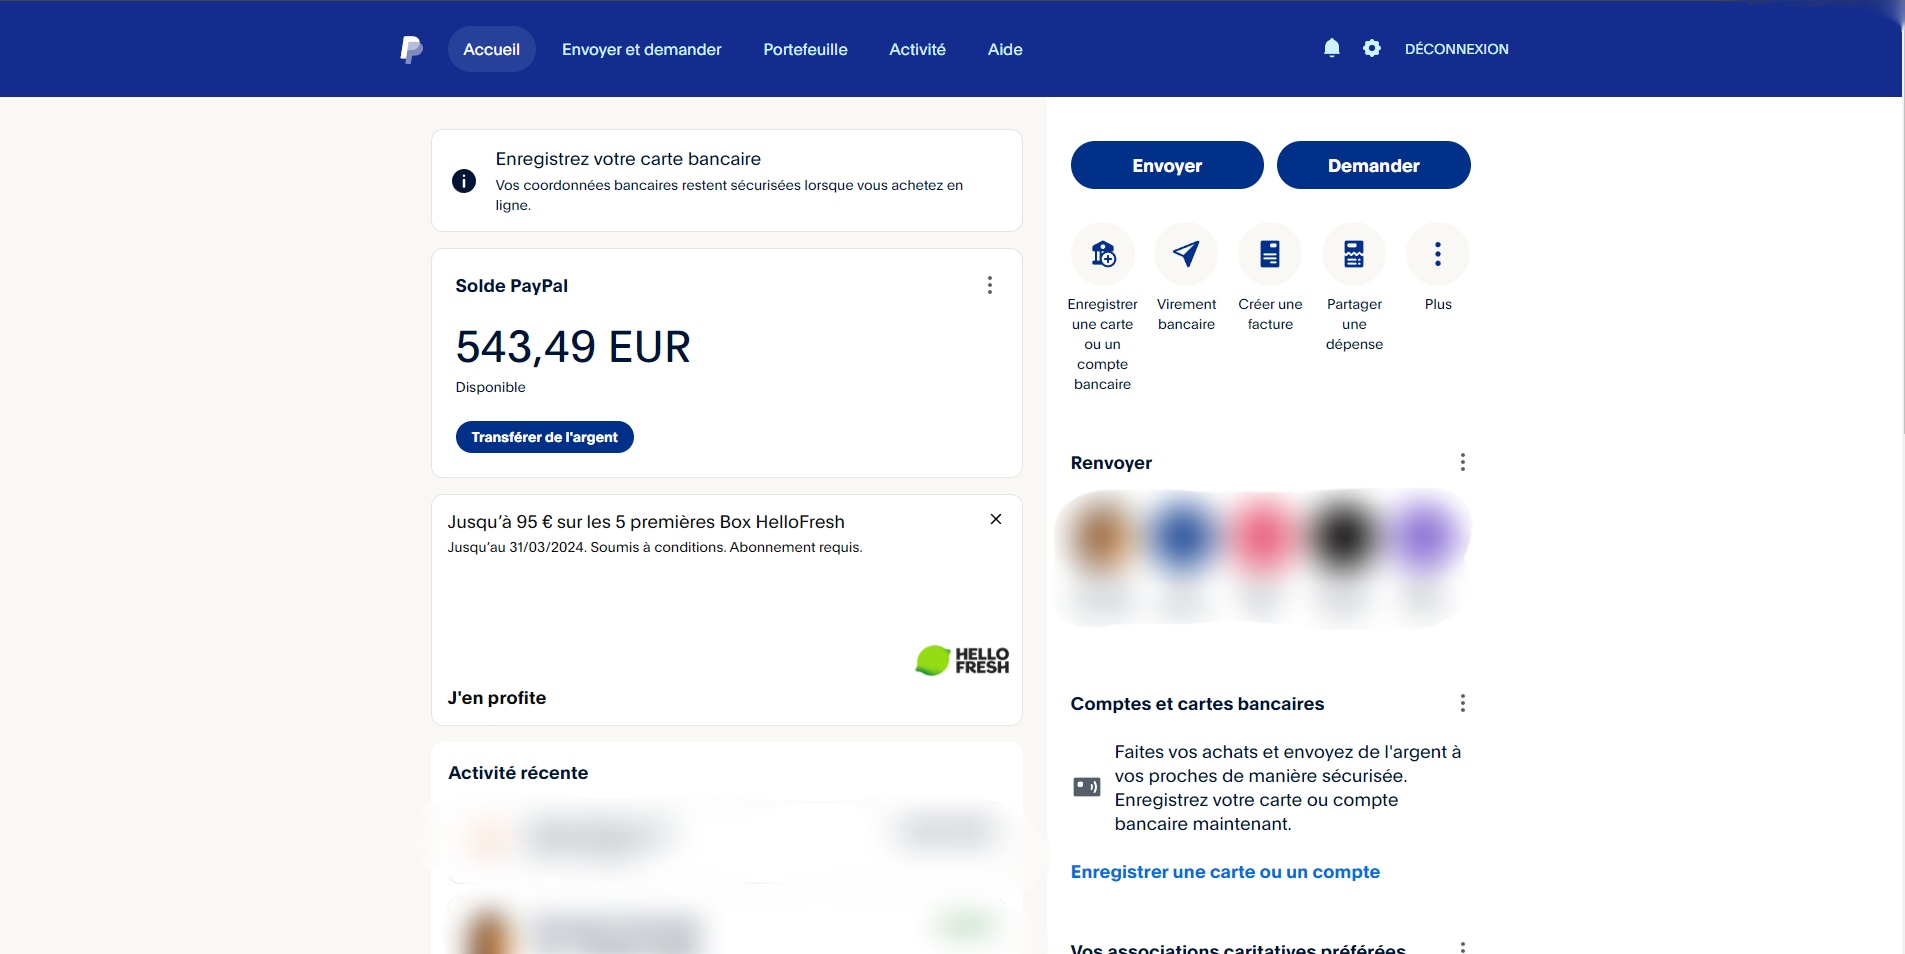 Accueil
Envoyer et demander
Portefeuille
Activité
Aide
DÉCONNEXION
Enregistrez votre carte bancaire
Vos coordonnées bancaires restent sécurisées lorsque vous achetez en
ligne.
Solde PayPal
543,49 EUR
Disponible
Transférer de l'argent
Jusqu'à 95 € sur les 5 premières Box HelloFresh
Jusqu'au 31/03/2024. Soumis à conditions. Abonnement requis.
HELLO
FRESH
J'en profite
Activité récente
Envoyer
Demander
Enregistrer
une carte
ou un
compte
bancaire
Virement
bancaire
Créer une
facture
Partager
une
dépense
Plus
Renvoyer
Comptes et cartes bancaires
Faites vos achats et envoyez de l'argent à
vos proches de manière sécurisée.
Enregistrez votre carte ou compte
bancaire maintenant.
Enregistrer une carte ou un compte
Vos associations caritatives préférées